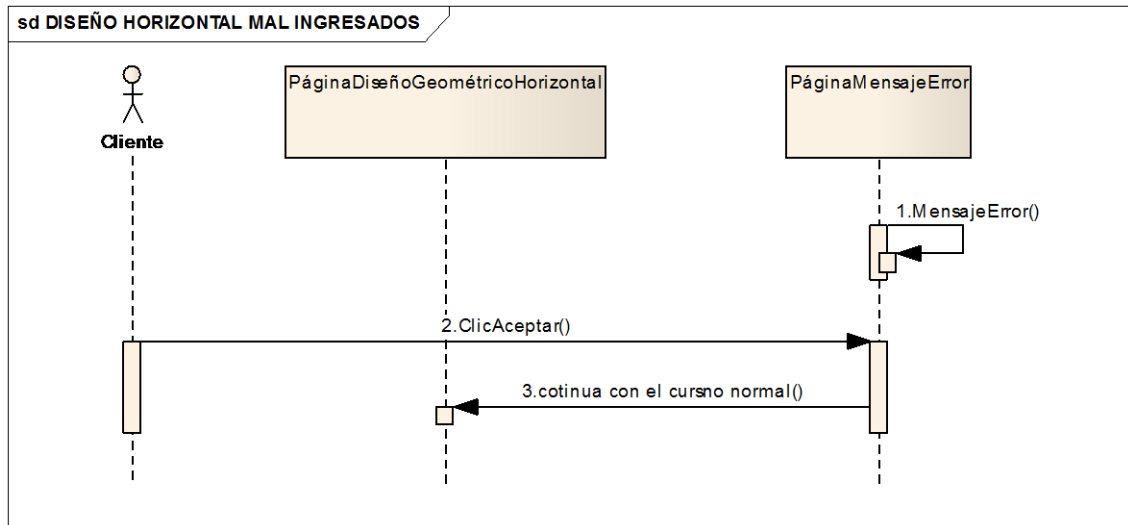 sd DISEÑO HORIZONTAL MAL INGRESADOS
Cliente
PáginaDiseñoGeométricoHorizontal
PáginaMensajeError
1.MensajeError()
2.ClicAceptar()
3.cotinua con el cursno normal()